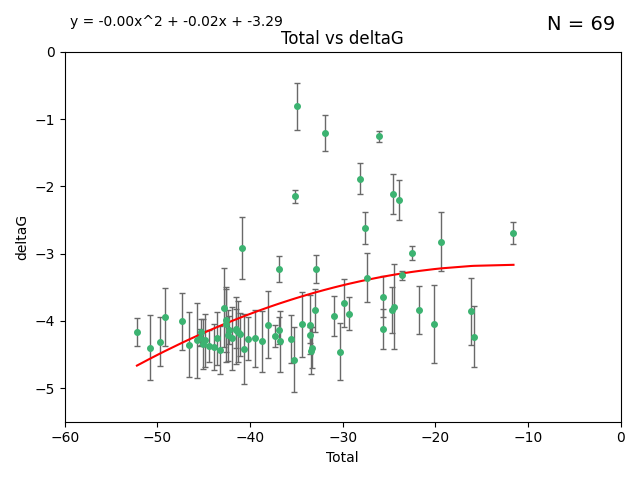 y = -0.00x^2 + -0.02x + -3.29
N = 69
Total vs deltaG
0
−1
−2
−3
−4
−5
deltaG
−60
−50
−40
−30
−20
−10
0
Total